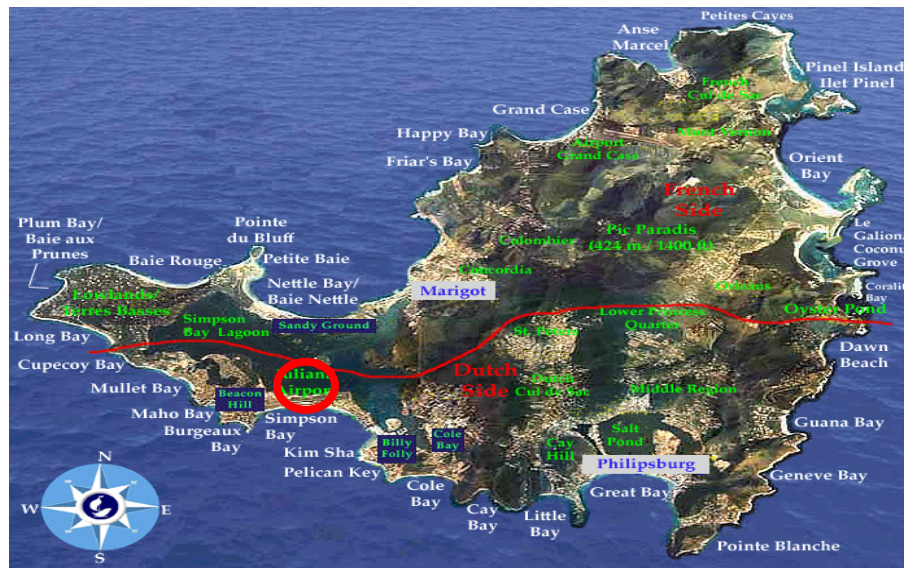 Petites Cayes
Anse
Marcel
Pinel Island
Ilet Pinel
French
Cul de Sac
Grand Case
Mont Vernon
Happy Bay
Airport
Grand Case
Friar's Bay
Orient
Bay
French
Side
Plum Bay/
Baie aux
Prunes
Pointe
du Bluff
Pic Paradis
(424 m / 1400 ft)
Le
Galion/
Coconut
Grove
Colombier
Petite Baie
Baie Rouge
Concordia
Nettle Bay/
Baie Nettle
Marigot
Orleans
Coralita
Bay
Lowlands/
Terres Basses
Oyster Pond
Simpson
Bay Lagoon
Sandy Ground
Lower Princess
Quarter
St. Peters
Long Bay
Dawn
Beach
Cupecoy Bay
Dutch
Side
Juliana
Airport
Dutch
Cul de Sac
Middle Region
Mullet Bay
Beacon
Hill
Maho Bay
Burgeaux
Bay
Simpson
Bay
Guana Bay
Salt
Pond
Cole
Bay
Billy
Folly
Cay
Hill
Kim Sha
Philipsburg
Pelican Key
Geneve Bay
Cole
Bay
Great Bay
Cay
Bay
Little
Bay
Pointe Blanche
N
W
E
S